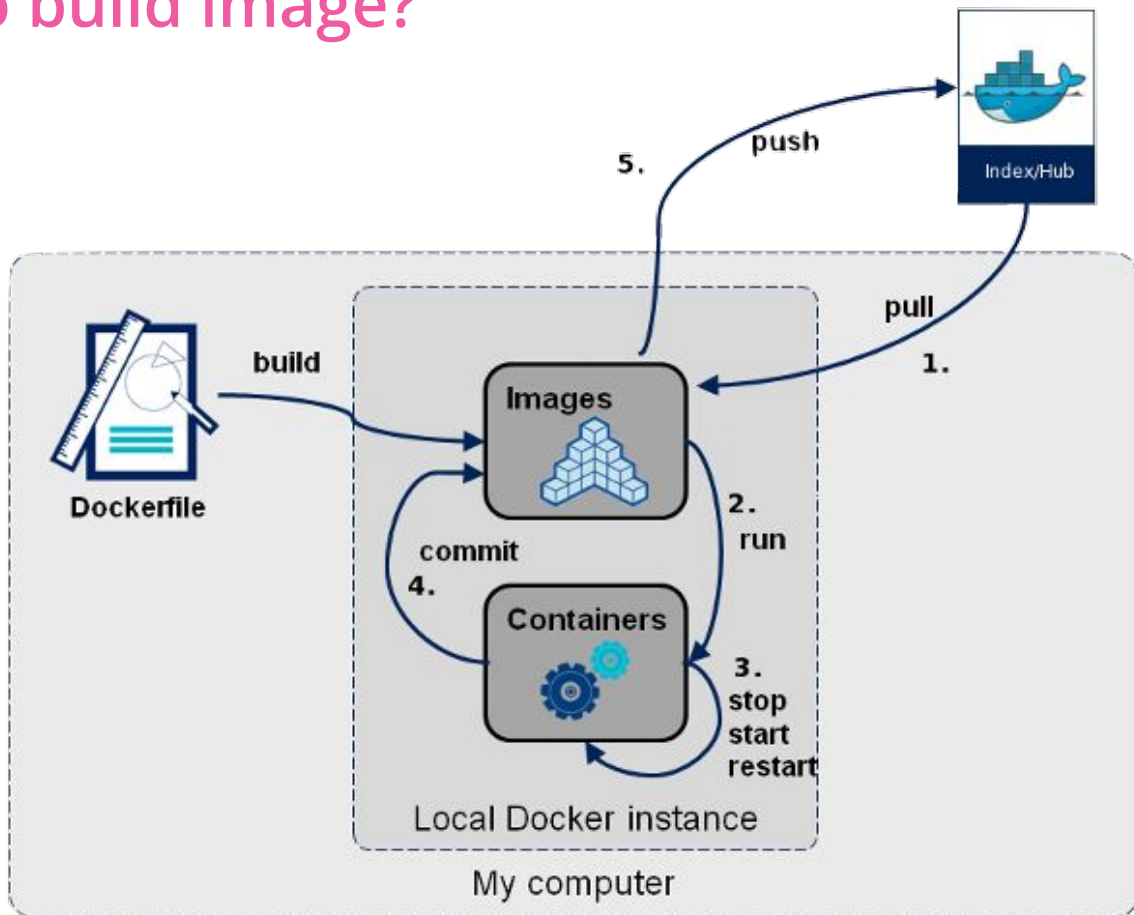 build image?
Index/Hub
5.
push
pull
1.
build
Dockerfile
Images
2.
run
commit
4.
Containers
3.
stop
start
restart
Local Docker instance
My computer